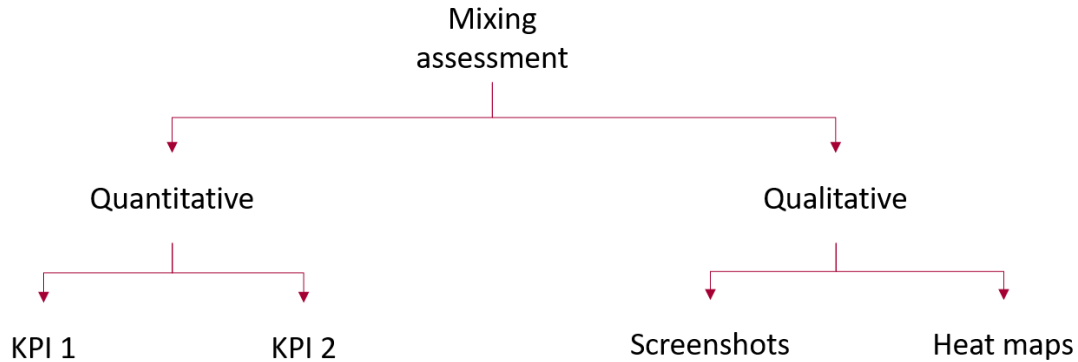 Mixing
assessment
Quantitative
Qualitative
KPI 1
KPI 2
Screenshots
Heat maps